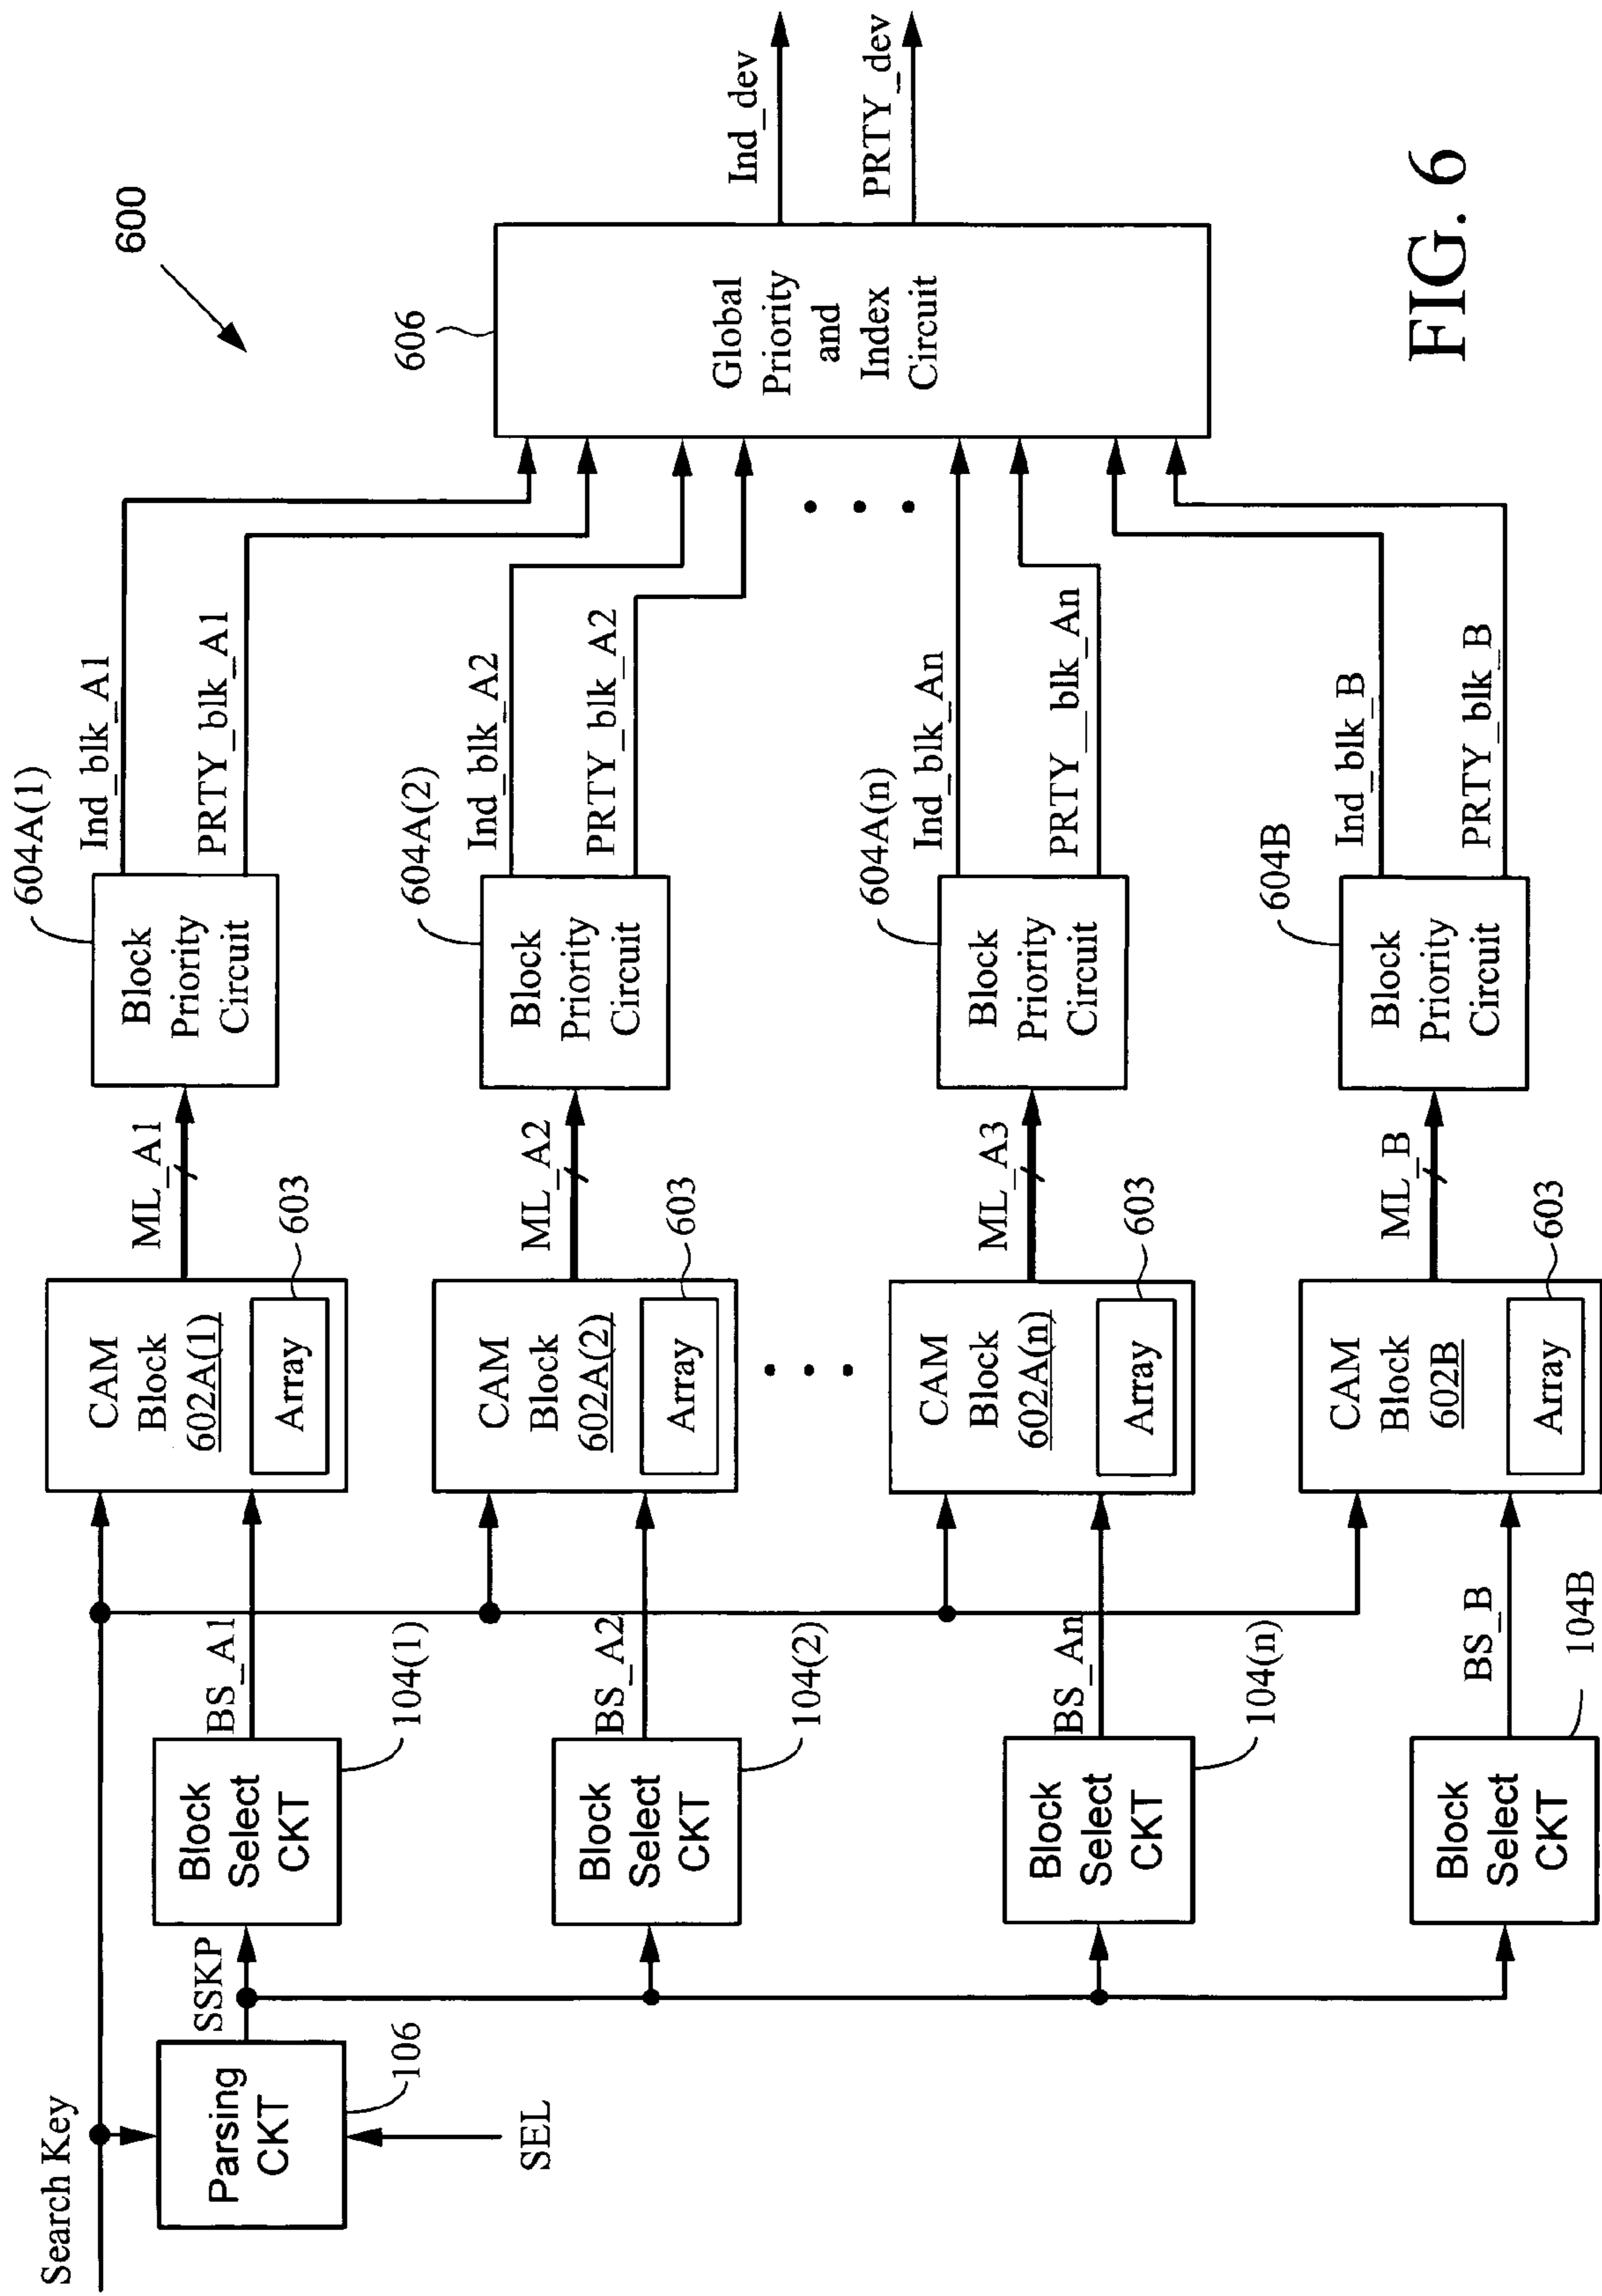 Search Key
Parsing
CKT
106
SEL
SSKP
Block
Select
CKT
104(1)
BS_A1
CAM
Block
602A(1)
Array
603
ML_A1
Block
Priority
Circuit
604A(1)
Ind_blk_A1
PRTY_blk_A1
Block
Select
CKT
104(2)
BS_A2
CAM
Block
602A(2)
Array
603
ML_A2
Block
Priority
Circuit
604A(2)
Ind_blk_A2
PRTY_blk_A2
Block
Select
CKT
104(n)
BS_An
CAM
Block
602A(n)
Array
603
ML_A3
Block
Priority
Circuit
604A(n)
Ind_blk_An
PRTY_blk_An
Block
Select
CKT
104B
BS_B
CAM
Block
602B
Array
603
ML_B
Block
Priority
Circuit
604B
Ind_blk_B
PRTY_blk_B
Global
Priority
and
Index
Circuit
606
Ind_dev
PRTY_dev
600
FIG. 6